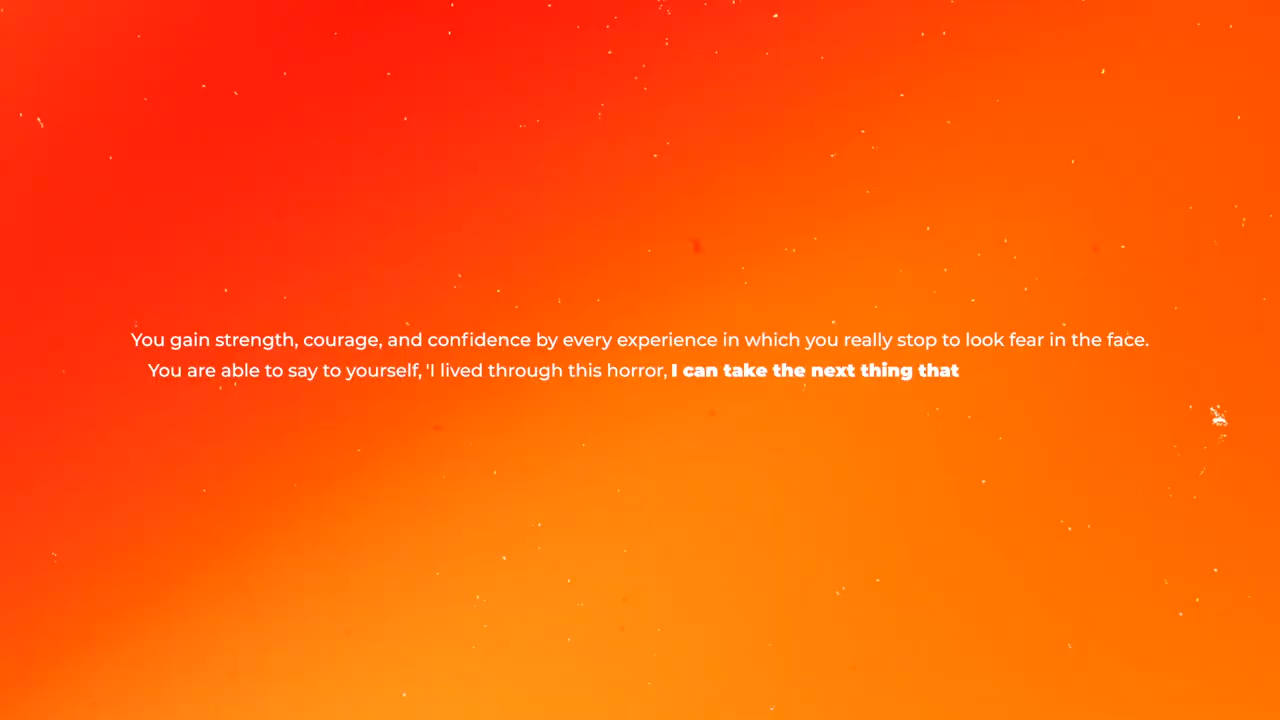 You gain strength, courage, and confidence by every experience in which you really stop to look fear in the face.
You are able to say to yourself, 'I lived through this horror, I can take the next thing that